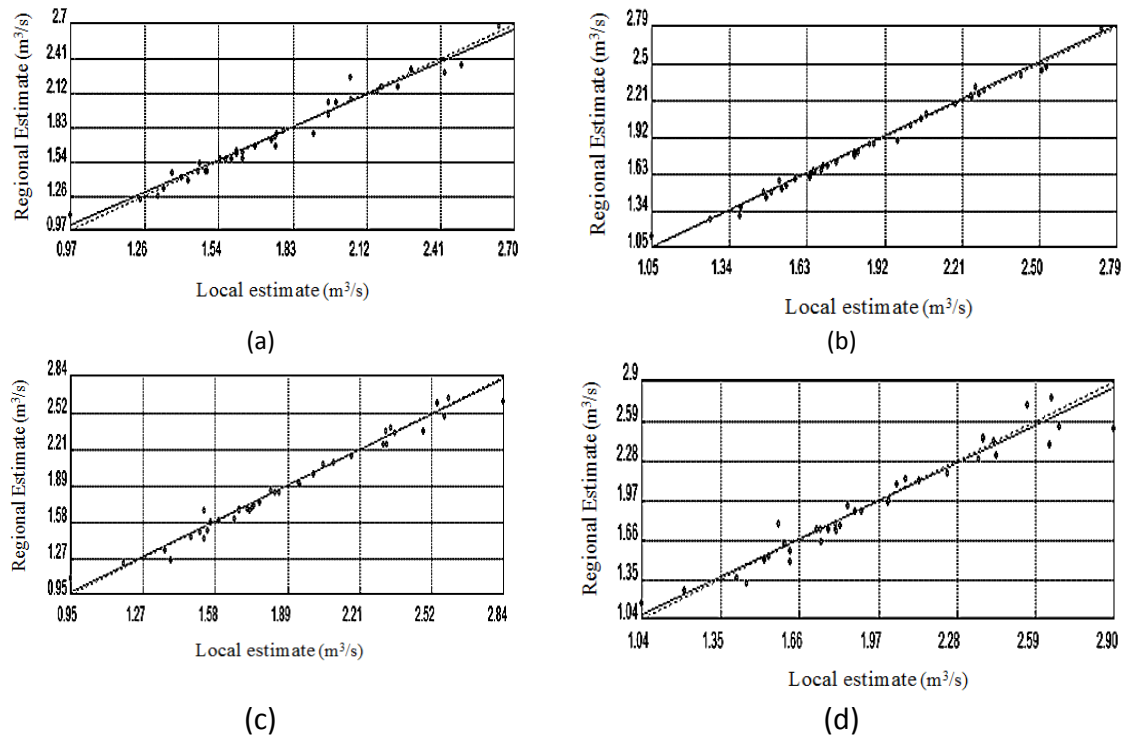 Regional Estimate (m³/s)
2.7
2.41
2.12
1.83
1.54
1.26
0.97
0.97 1.26 1.54 1.83 2.12 2.41 2.70
Local estimate (m³/s)
(a)
Regional Estimate (m³/s)
2.79
2.5
2.21
1.92
1.63
1.34
1.05
1.05 1.34 1.63 1.92 2.21 2.50 2.79
Local estimate (m³/s)
(b)
Regional Estimate (m³/s)
2.84
2.52
2.21
1.89
1.58
1.27
0.95
0.95 1.27 1.58 1.89 2.21 2.52 2.84
Local estimate (m³/s)
(c)
Regional Estimate (m³/s)
2.9
2.59
2.28
1.97
1.66
1.35
1.04
1.04 1.35 1.66 1.97 2.28 2.59 2.90
Local estimate (m³/s)
(d)